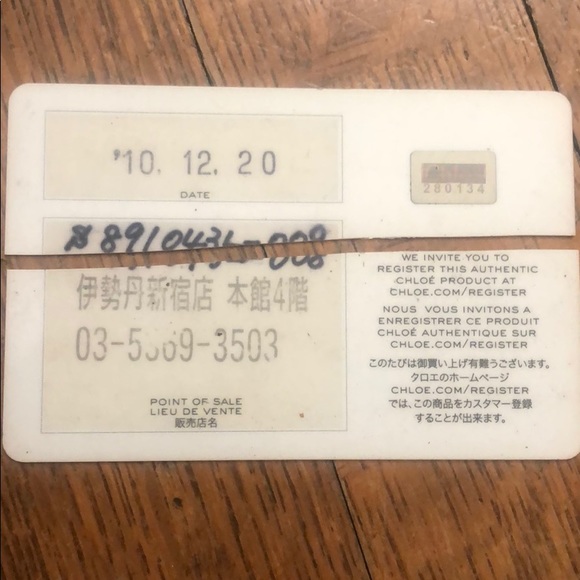 '10. 12. 20
DATE
280134
伊勢丹新宿店 本館4階
03-5369-3503
POINT OF SALE
LIEU DE VENTE
販売店名
WE INVITE YOU TO
REGISTER THIS AUTHENTIC
CHLOÉ PRODUCT AT
CHLOE.COM/REGISTER
NOUS VOUS INVITONS A
ENREGISTRER CE PRODUIT
CHLOÉ AUTHENTIQUE SUR
CHLOE.COM/REGISTER
このたびは御買い上げ有難うございます。
クロエのホームページ
CHLOE.COM/REGISTER
では、この商品をカスタマー登録
することが出来ます。